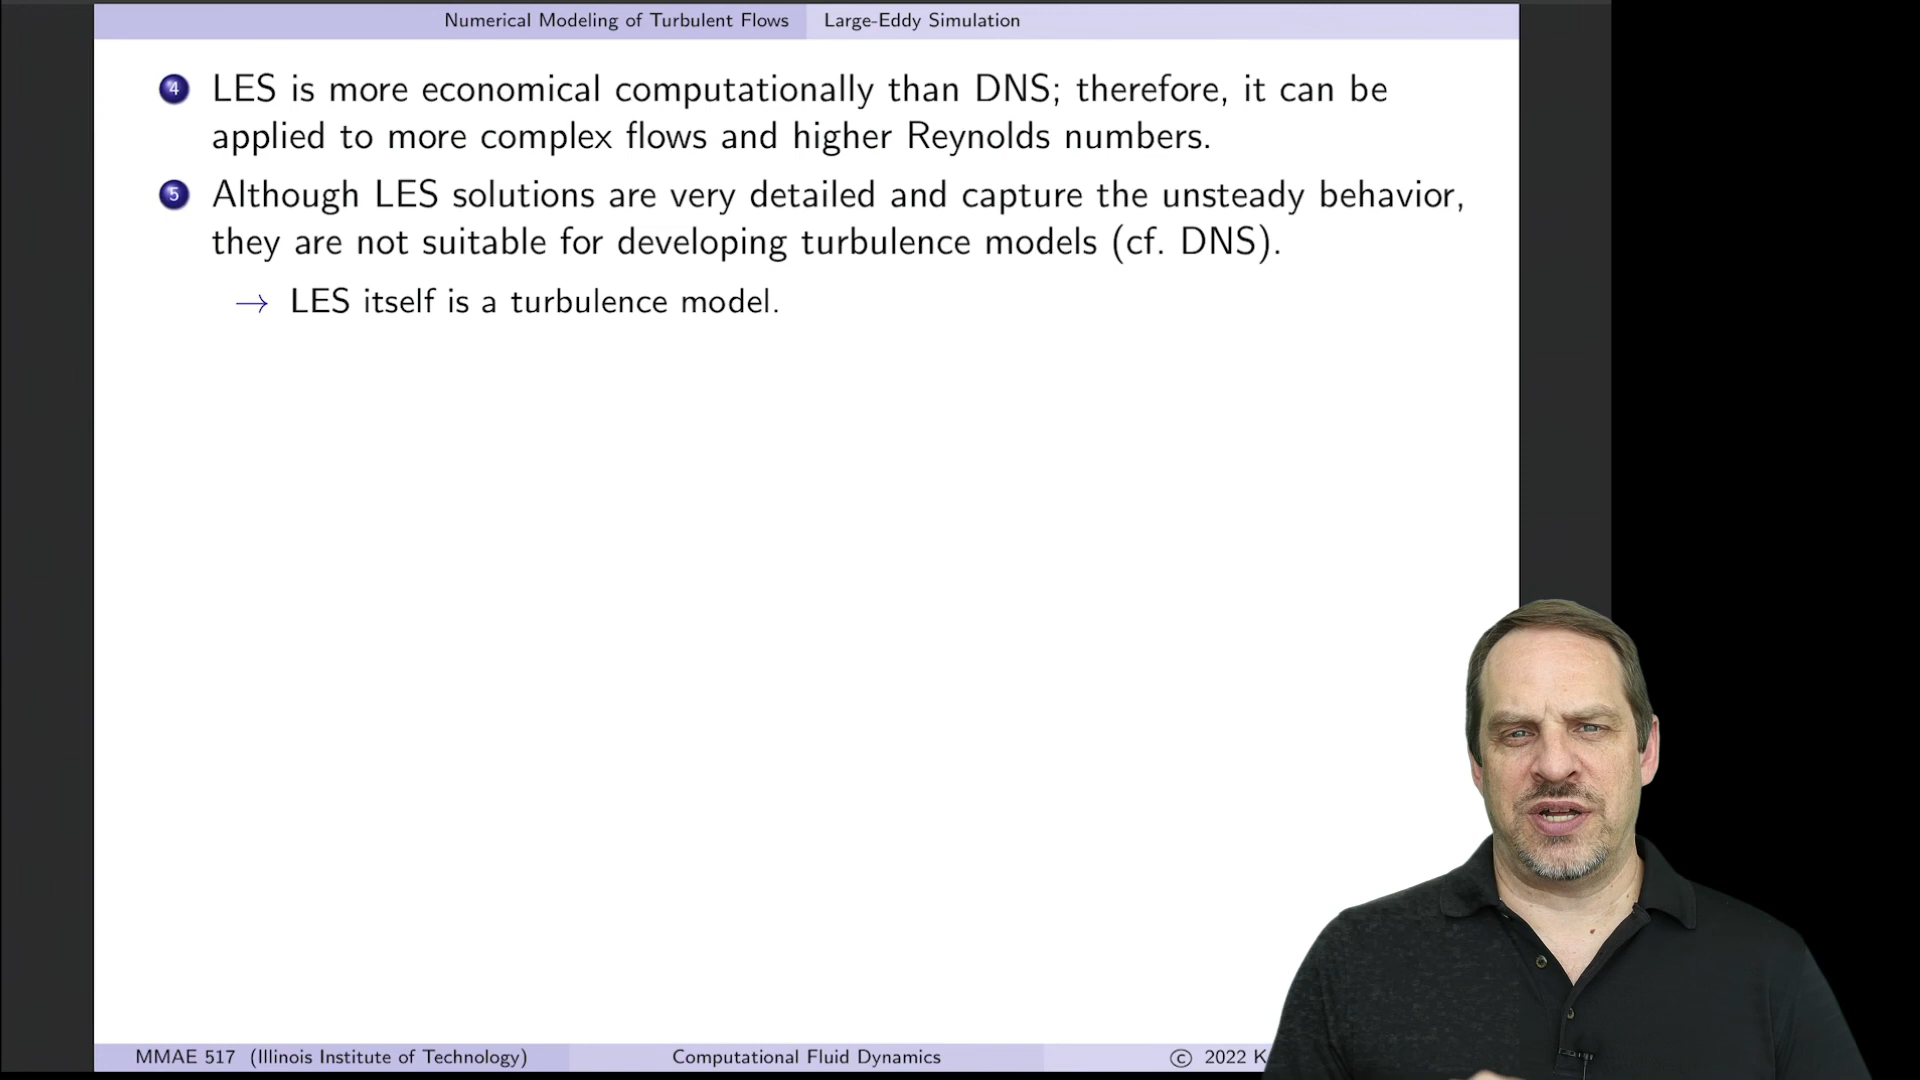 Numerical Modeling of Turbulent Flows Large-Eddy Simulation
4 LES is more economical computationally than DNS; therefore, it can be
applied to more complex flows and higher Reynolds numbers.
5 Although LES solutions are very detailed and capture the unsteady behavior,
they are not suitable for developing turbulence models (cf. DNS).
→ LES itself is a turbulence model.
MMAE 517 (Illinois Institute of Technology) Computational Fluid Dynamics © 2022 K